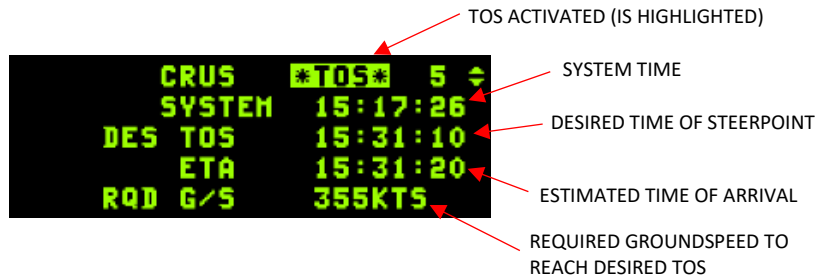 TOS ACTIVATED (IS HIGHLIGHTED)
CRUS *TOS* 5
SYSTEM 15:17:26
SYSTEM TIME
DES TOS 15:31:10
DESIRED TIME OF STEERPOINT
ETA 15:31:20
ESTIMATED TIME OF ARRIVAL
RQD G/S 355KTS
REQUIRED GROUNDSPEED TO
REACH DESIRED TOS